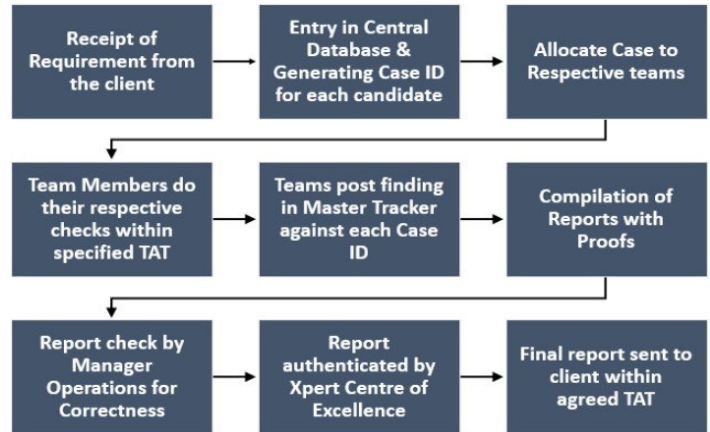 Receipt of
Requirement from
the client
Entry in Central
Database &
Generating Case ID
for each candidate
Allocate Case to
Respective teams
Team Members do
their respective
checks within
specified TAT
Teams post finding
in Master Tracker
against each Case
ID
Compilation of
Reports with
Proofs
Report check by
Manager
Operations for
Correctness
Report
authenticated by
Xpert Centre of
Excellence
Final report sent to
client within
agreed TAT